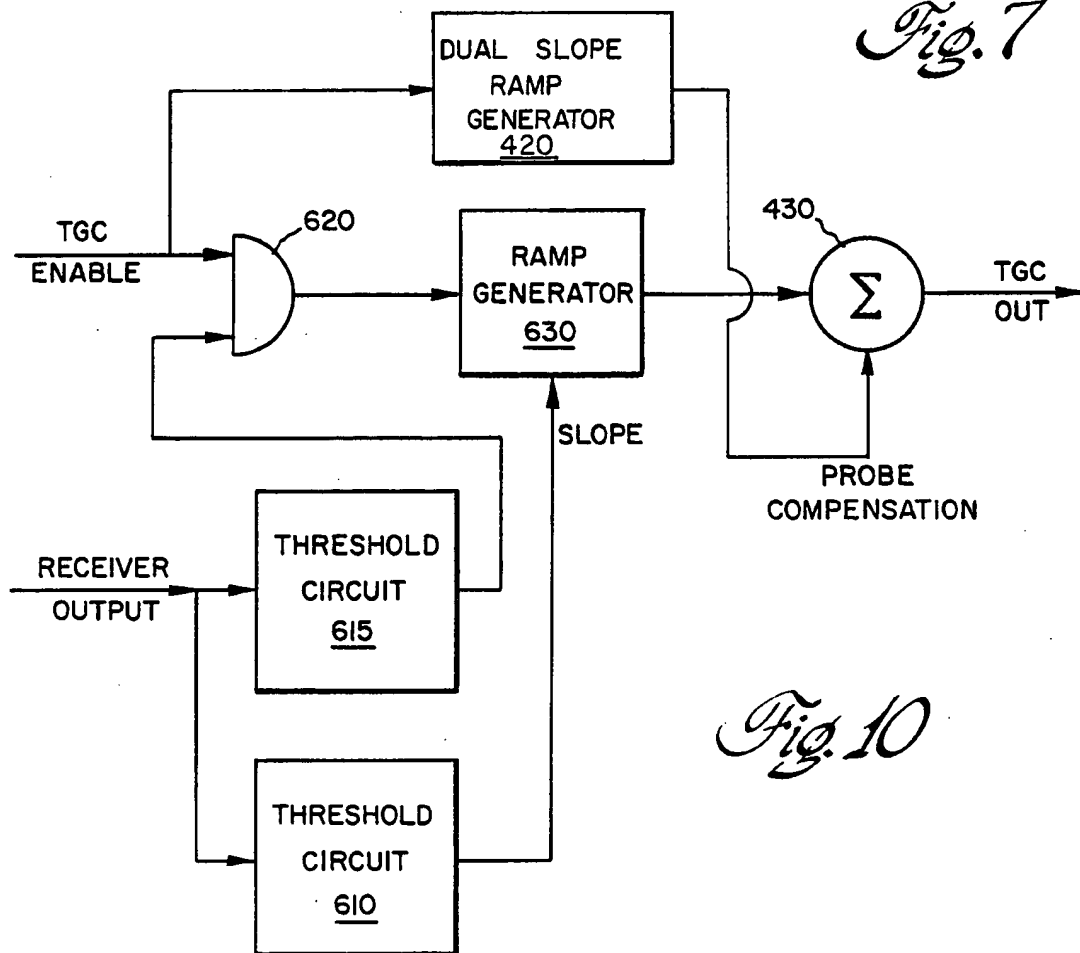 Fig. 7
DUAL SLOPE
RAMP
GENERATOR
420
TGC
ENABLE
620
RAMP
GENERATOR
630
430
Σ
TGC
OUT
SLOPE
PROBE
COMPENSATION
RECEIVER
OUTPUT
THRESHOLD
CIRCUIT
615
THRESHOLD
CIRCUIT
610
Fig. 10